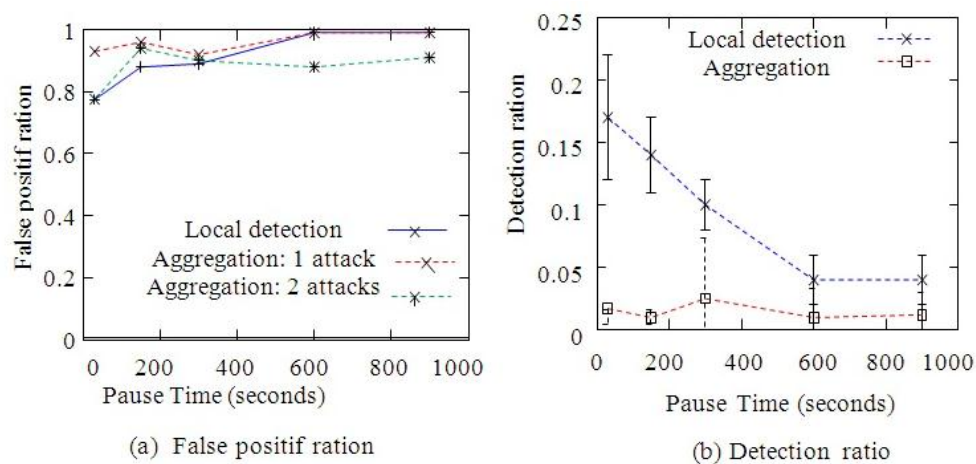 1
0.8
0.6
0.4
0.2
0
False positif ration
Local detection
Aggregation: 1 attack
Aggregation: 2 attacks
0 200 400 600 800 1000
Pause Time (seconds)
(a) False positif ration
0.25
0.2
0.15
0.1
0.05
0
Detection ration
Local detection
Aggregation
0 200 400 600 800 1000
Pause Time (seconds)
(b) Detection ratio